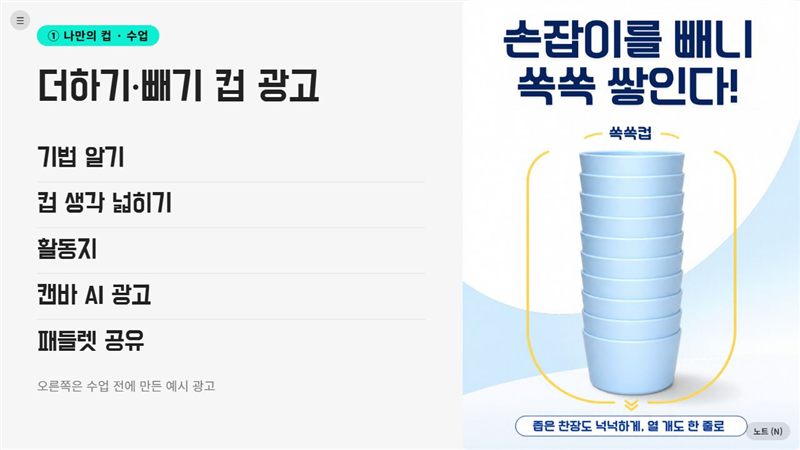 ① 나만의 컵 · 수업
더하기·빼기 컵 광고
기법 알기
컵 생각 넓히기
활동지
캔바 AI 광고
패들렛 공유
오른쪽은 수업 전에 만든 예시 광고
손잡이를 빼니
쏙쏙 쌓인다!
쏙쏙컵
좁은 찬장도 넉넉하게, 열 개도 한 줄로
노트 (N)